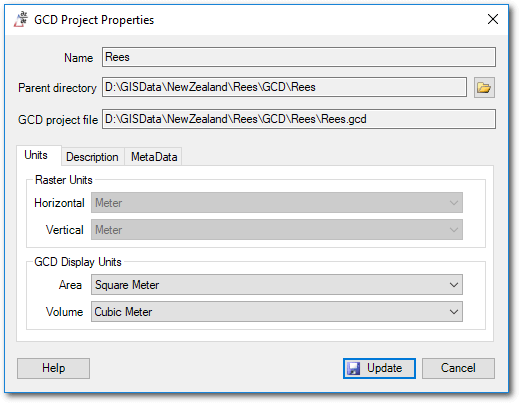 GCD Project Properties
Name Rees
Parent directory D:\GISData\NewZealand\Rees\GCD\Rees
GCD project file D:\GISData\NewZealand\Rees\GCD\Rees\Rees.gcd
Units Description MetaData
Raster Units
Horizontal Meter
Vertical Meter
GCD Display Units
Area Square Meter
Volume Cubic Meter
Help Update Cancel